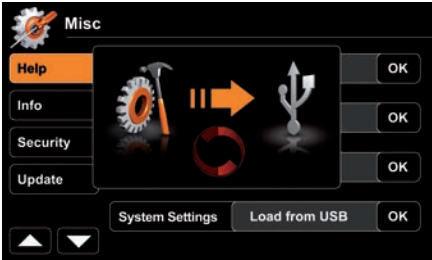 Misc
Help
OK
Info
OK
Security
OK
Update
System Settings Load from USB OK